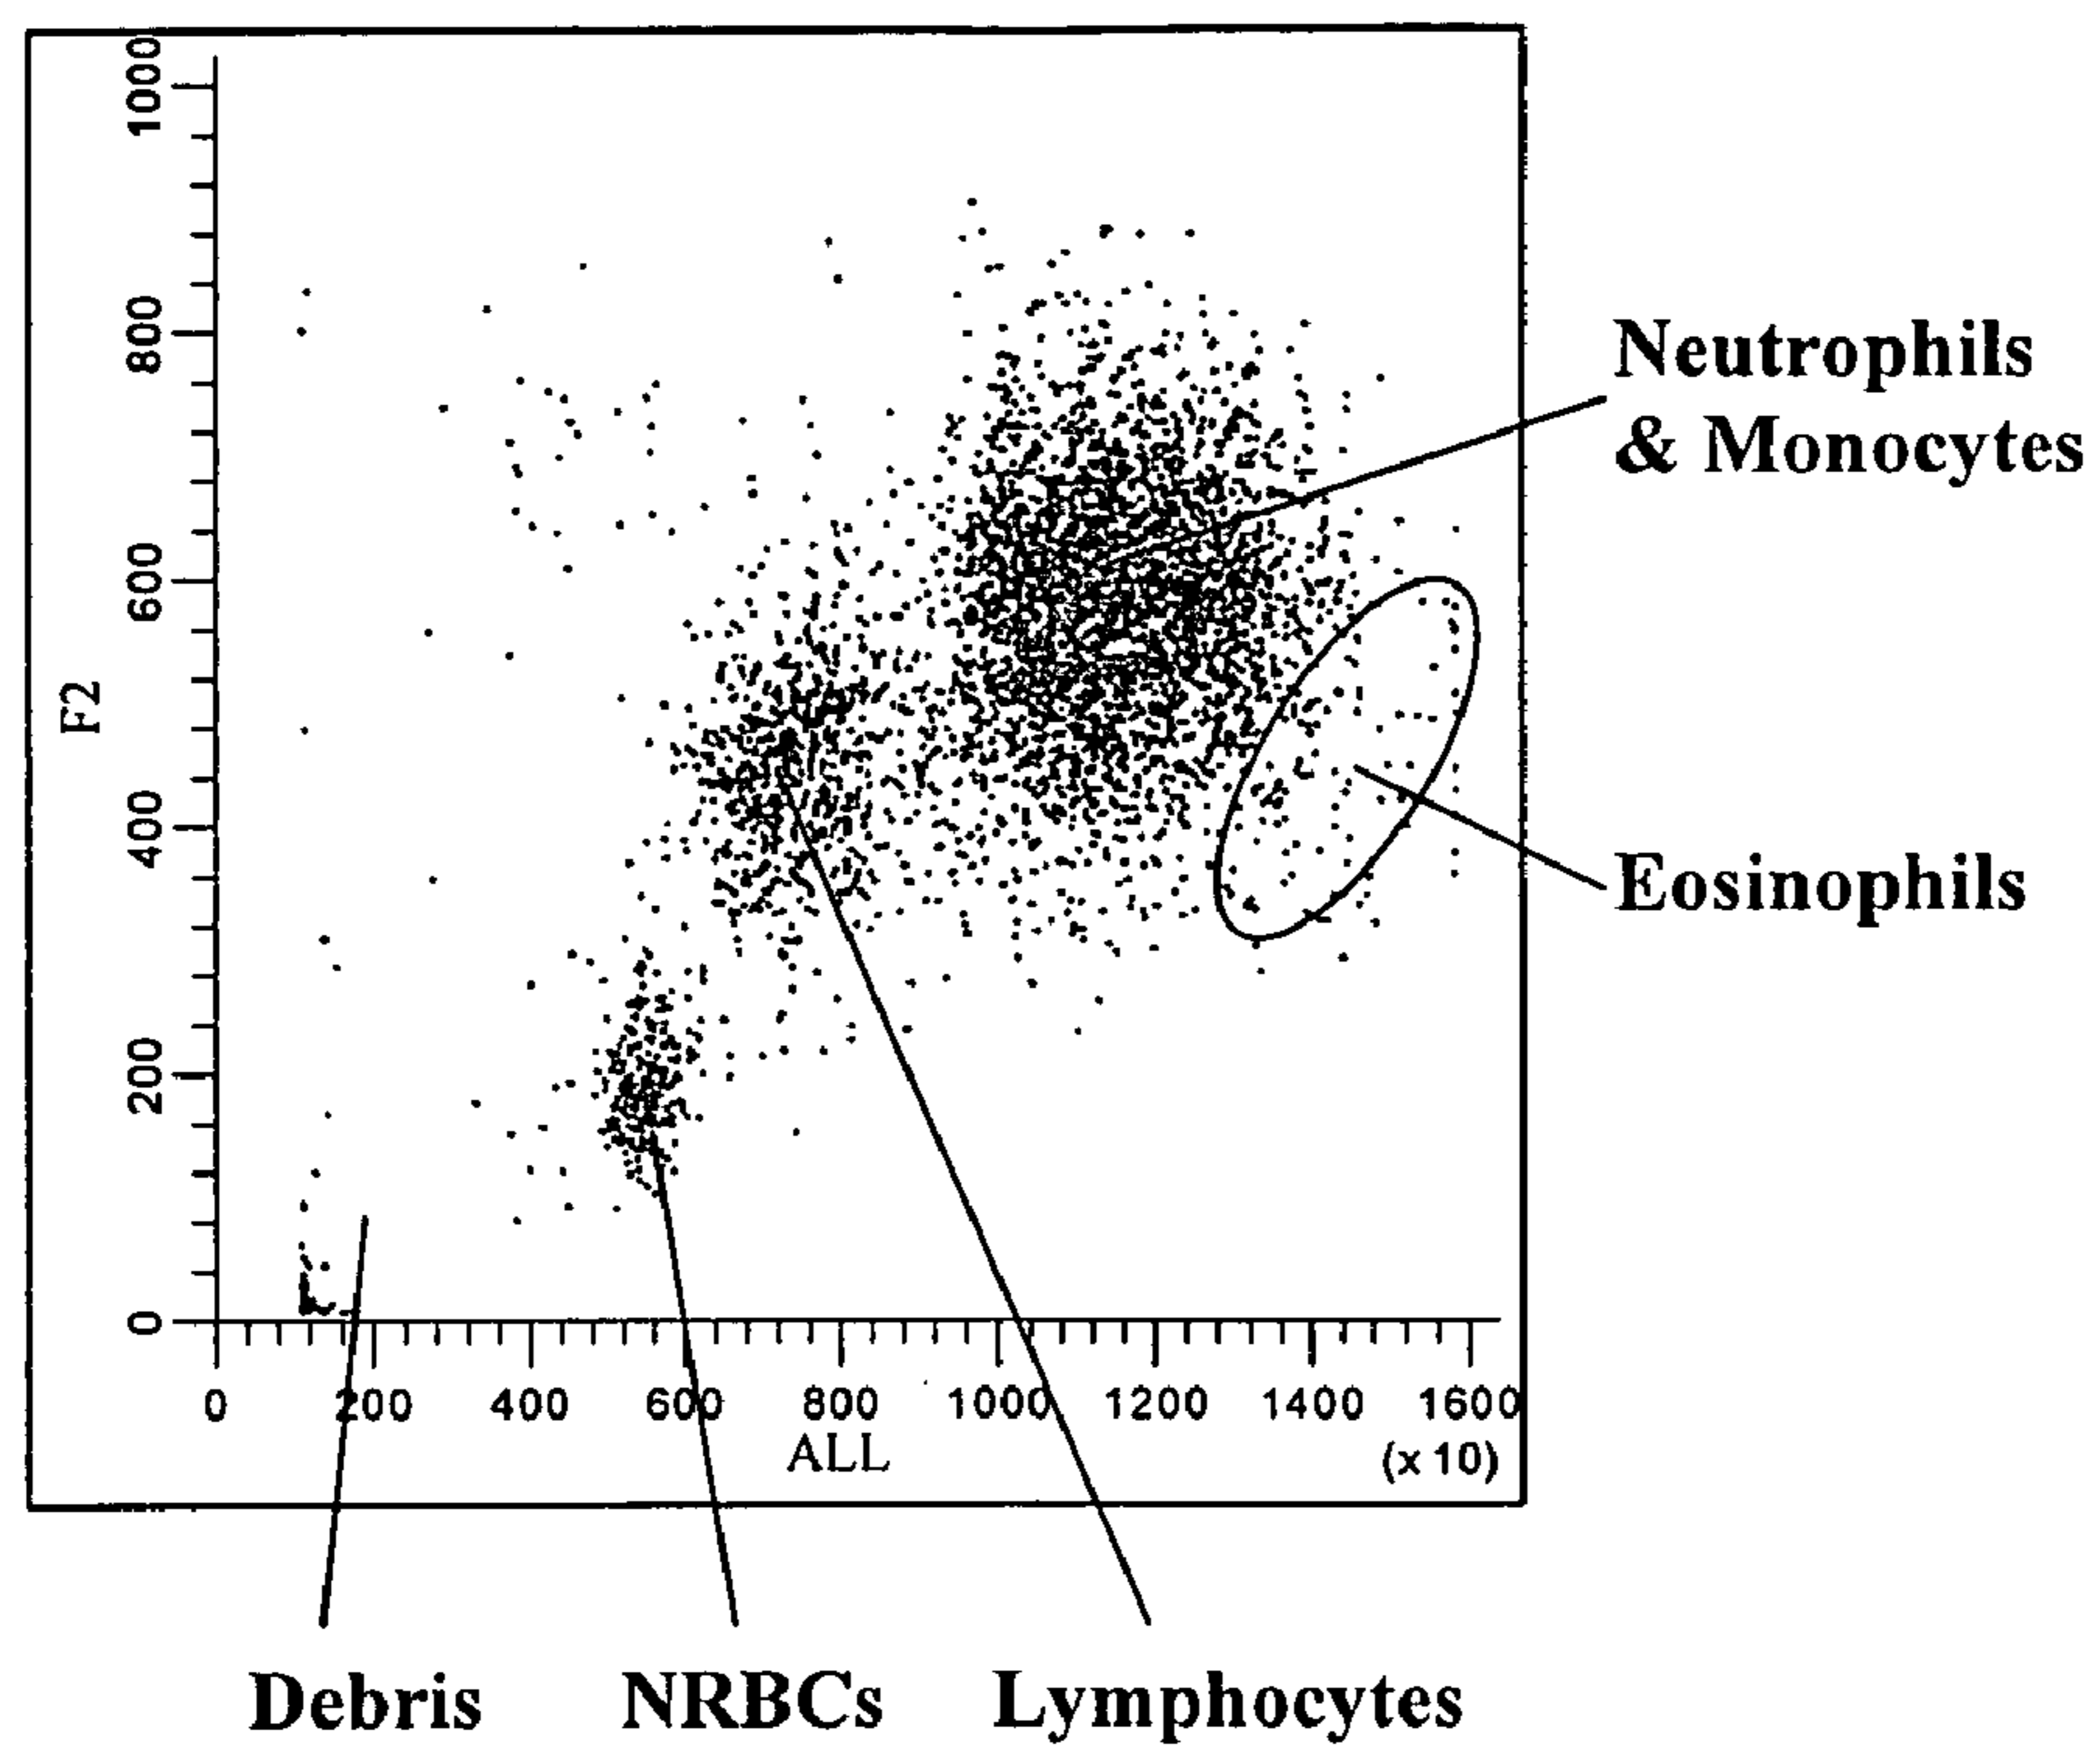 1000
800
600
400
200
0
F2
0 200 400 600 800 1000 1200 1400 1600
ALL
(x 10)
Neutrophils
& Monocytes
Eosinophils
Debris NRBCs Lymphocytes